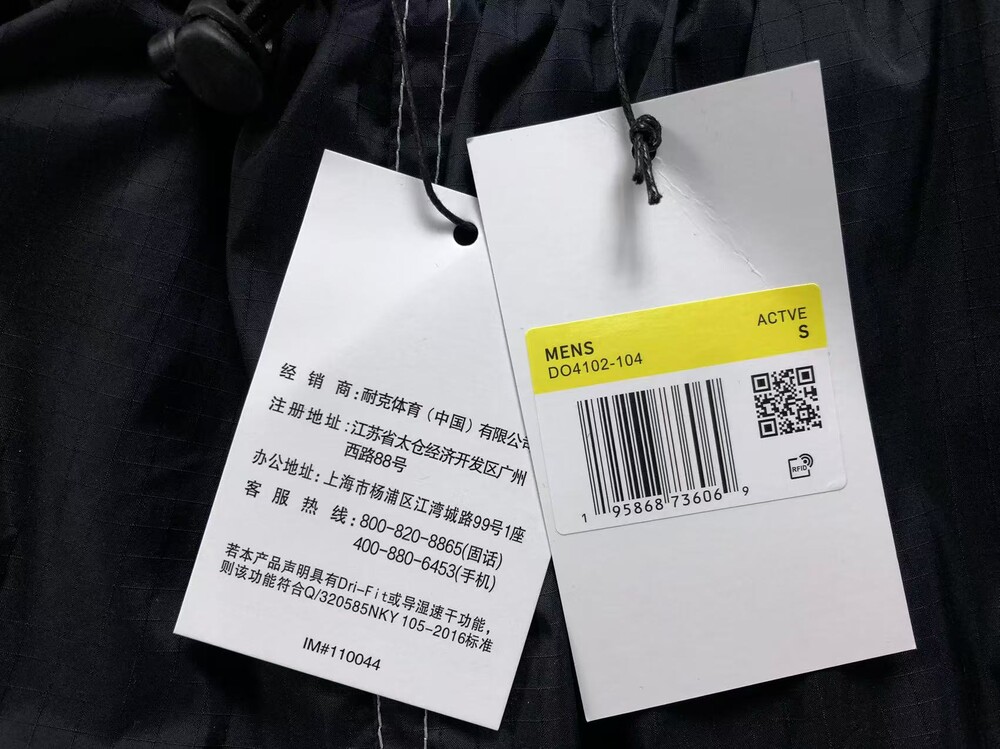 经销商:耐克体育(中国)有限公
注册地址:江苏省太仓经济开发区广州
西路88号
办公地址:上海市杨浦区江湾城路99号1座
客服热线:800-820-8865(固话)
400-880-6453(手机)
若本产品声明具有Dri-Fit或导湿速干功能,
则该功能符合Q/320585NKY 105-2016标准
IM#110044
MENS
DO4102-104
ACTVE
S
RFID
1 95868 73606 9